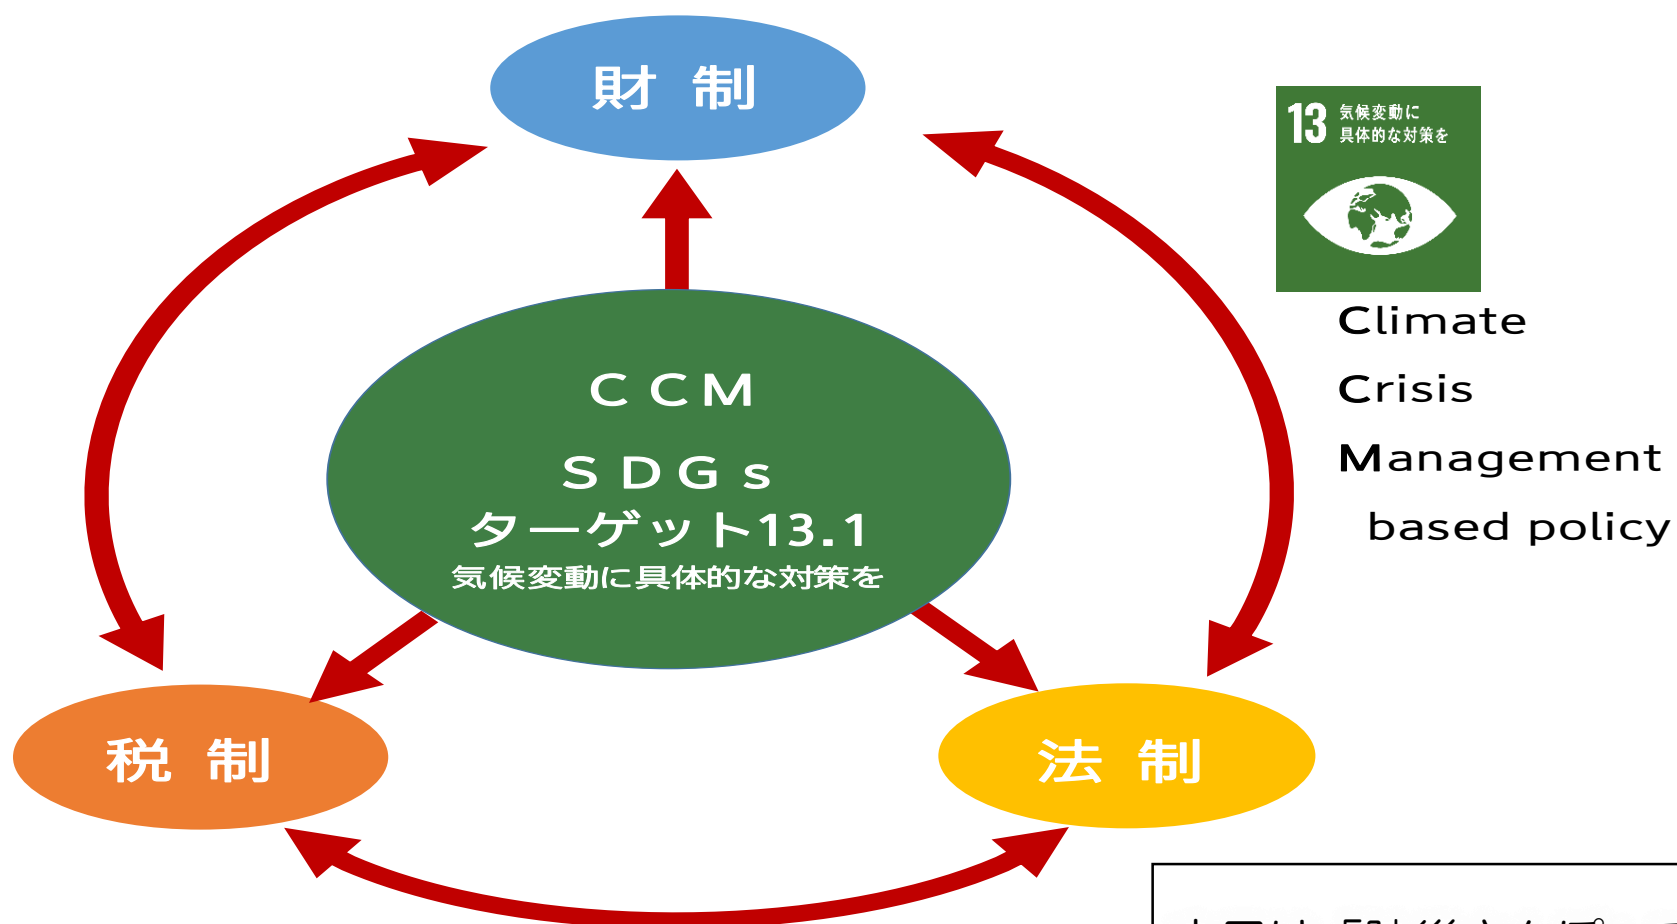 財 制
13 気候変動に
具体的な対策を
Climate
Crisis
Management
based policy
CCM
SDGs
ターゲット13.1
気候変動に具体的な対策を
税 制
法 制